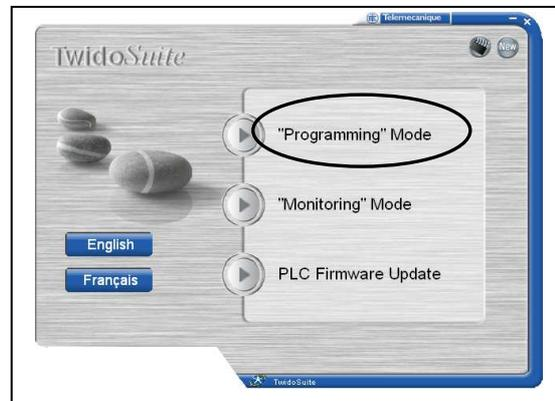 Telemecanique
TwidoSuite
New
"Programming" Mode
"Monitoring" Mode
English
Français
PLC Firmware Update
TwidoSuite